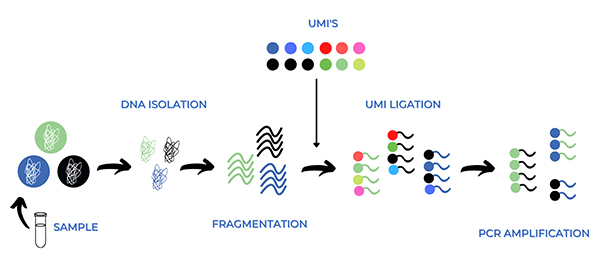 UMI'S
DNA ISOLATION
UMI LIGATION
SAMPLE
FRAGMENTATION
PCR AMPLIFICATION